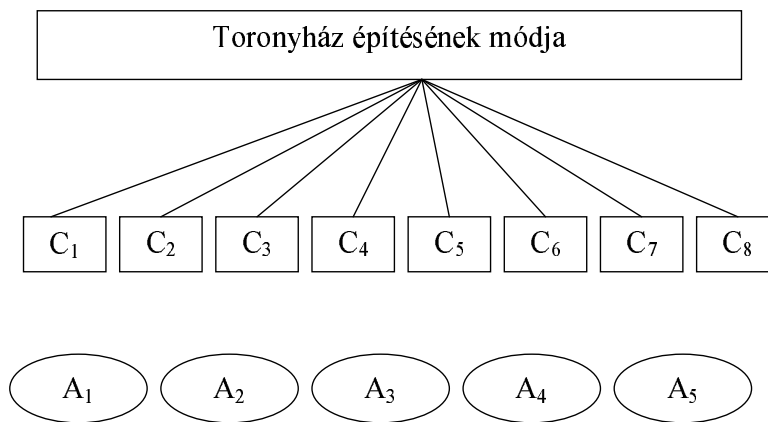 Toronyház építésének módja
C₁ C₂ C₃ C₄ C₅ C₆ C₇ C₈
A₁ A₂ A₃ A₄ A₅